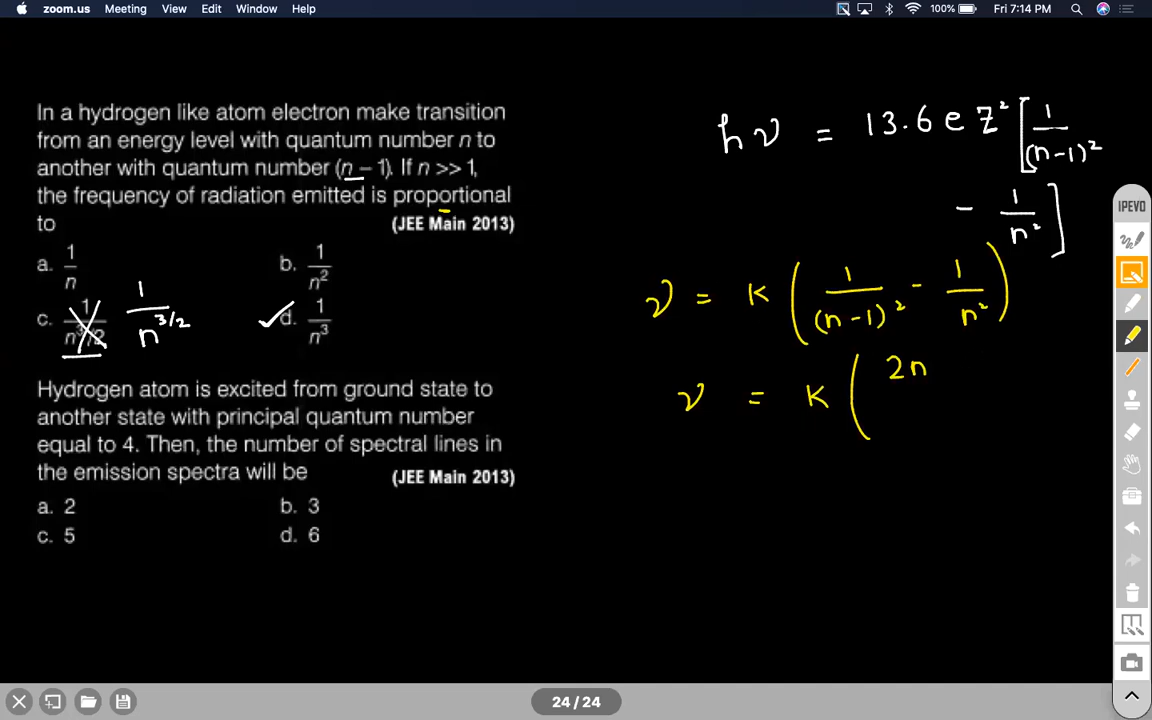 zoom.us Meeting View Edit Window Help 100% Fri 7:14 PM
In a hydrogen like atom electron make transition
from an energy level with quantum number n to
another with quantum number (n – 1). If n >> 1,
the frequency of radiation emitted is proportional
to (JEE Main 2013)
a. 1/n b. 1/n²
c. 1/n^3/2 1/n^3/2 d. 1/n³
Hydrogen atom is excited from ground state to
another state with principal quantum number
equal to 4. Then, the number of spectral lines in
the emission spectra will be (JEE Main 2013)
a. 2 b. 3
c. 5 d. 6
hν = 13.6 e Z² [ 1/(n-1)²
- 1/n² ]
ν = K ( 1/(n-1)² - 1/n² )
ν = K ( 2n
IPEVO
24 / 24